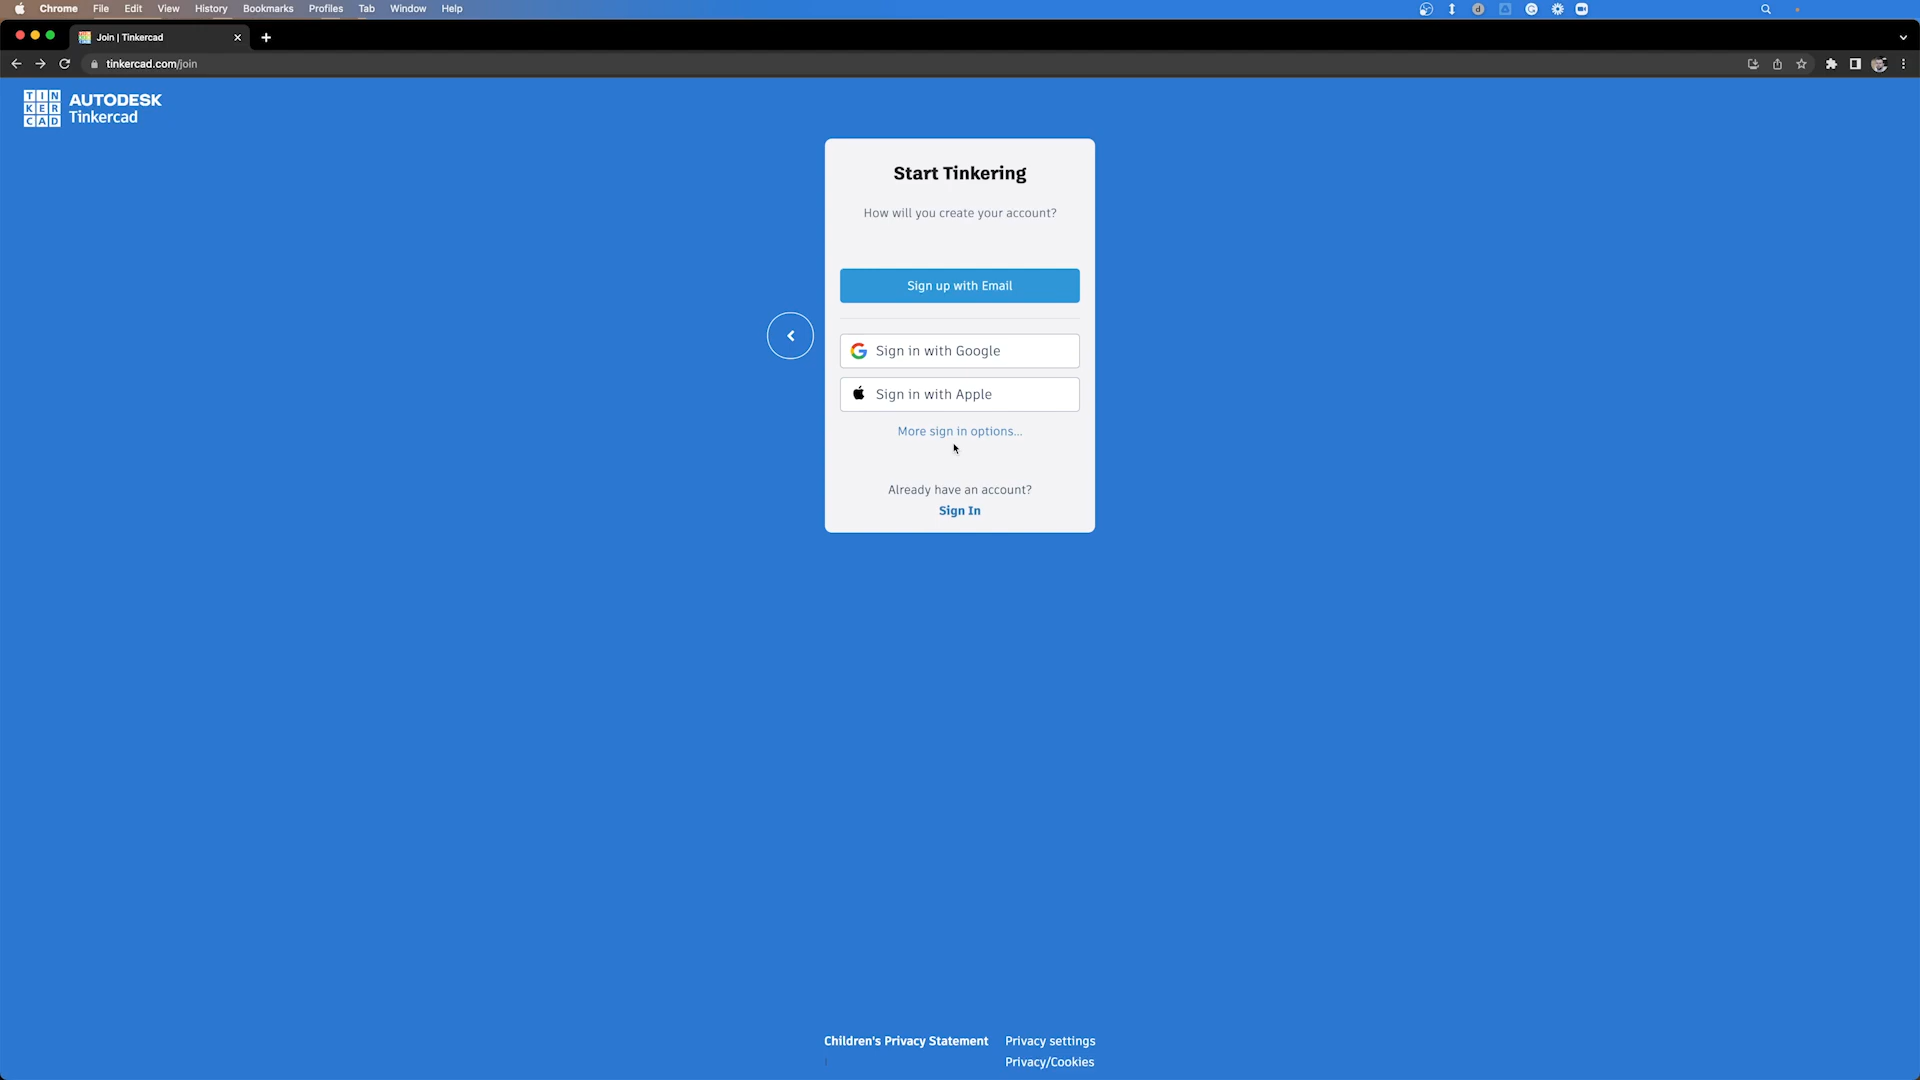 Chrome File Edit View History Bookmarks Profiles Tab Window Help
Join | Tinkercad
tinkercad.com/join
TIN
KER
CAD
AUTODESK
Tinkercad
Start Tinkering
How will you create your account?
Sign up with Email
Sign in with Google
Sign in with Apple
More sign in options...
Already have an account?
Sign In
Children's Privacy Statement
Privacy settings
Privacy/Cookies